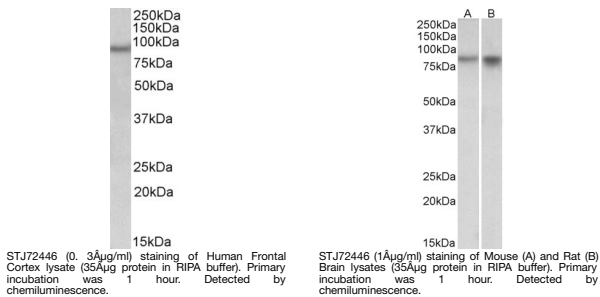 250kDa
150kDa
100kDa
75kDa
50kDa
37kDa
25kDa
20kDa
15kDa
STJ72446 (0. 3Âµg/ml) staining of Human Frontal
Cortex lysate (35Âµg protein in RIPA buffer). Primary
incubation was 1 hour. Detected by
chemiluminescence.
A B
250kDa
150kDa
100kDa
75kDa
50kDa
37kDa
25kDa
20kDa
15kDa
STJ72446 (1Âµg/ml) staining of Mouse (A) and Rat (B)
Brain lysates (35Âµg protein in RIPA buffer). Primary
incubation was 1 hour. Detected by
chemiluminescence.